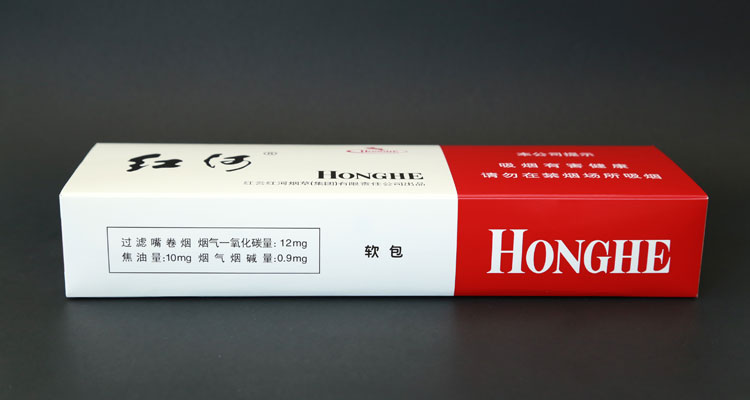 红河®
HONGHE
红云红河烟草(集团)有限责任公司出品
本公司提示
吸烟有害健康
请勿在禁烟场所吸烟
过滤嘴卷烟 烟气一氧化碳量: 12mg
焦油量: 10mg 烟气烟碱量: 0.9mg
软包
HONGHE